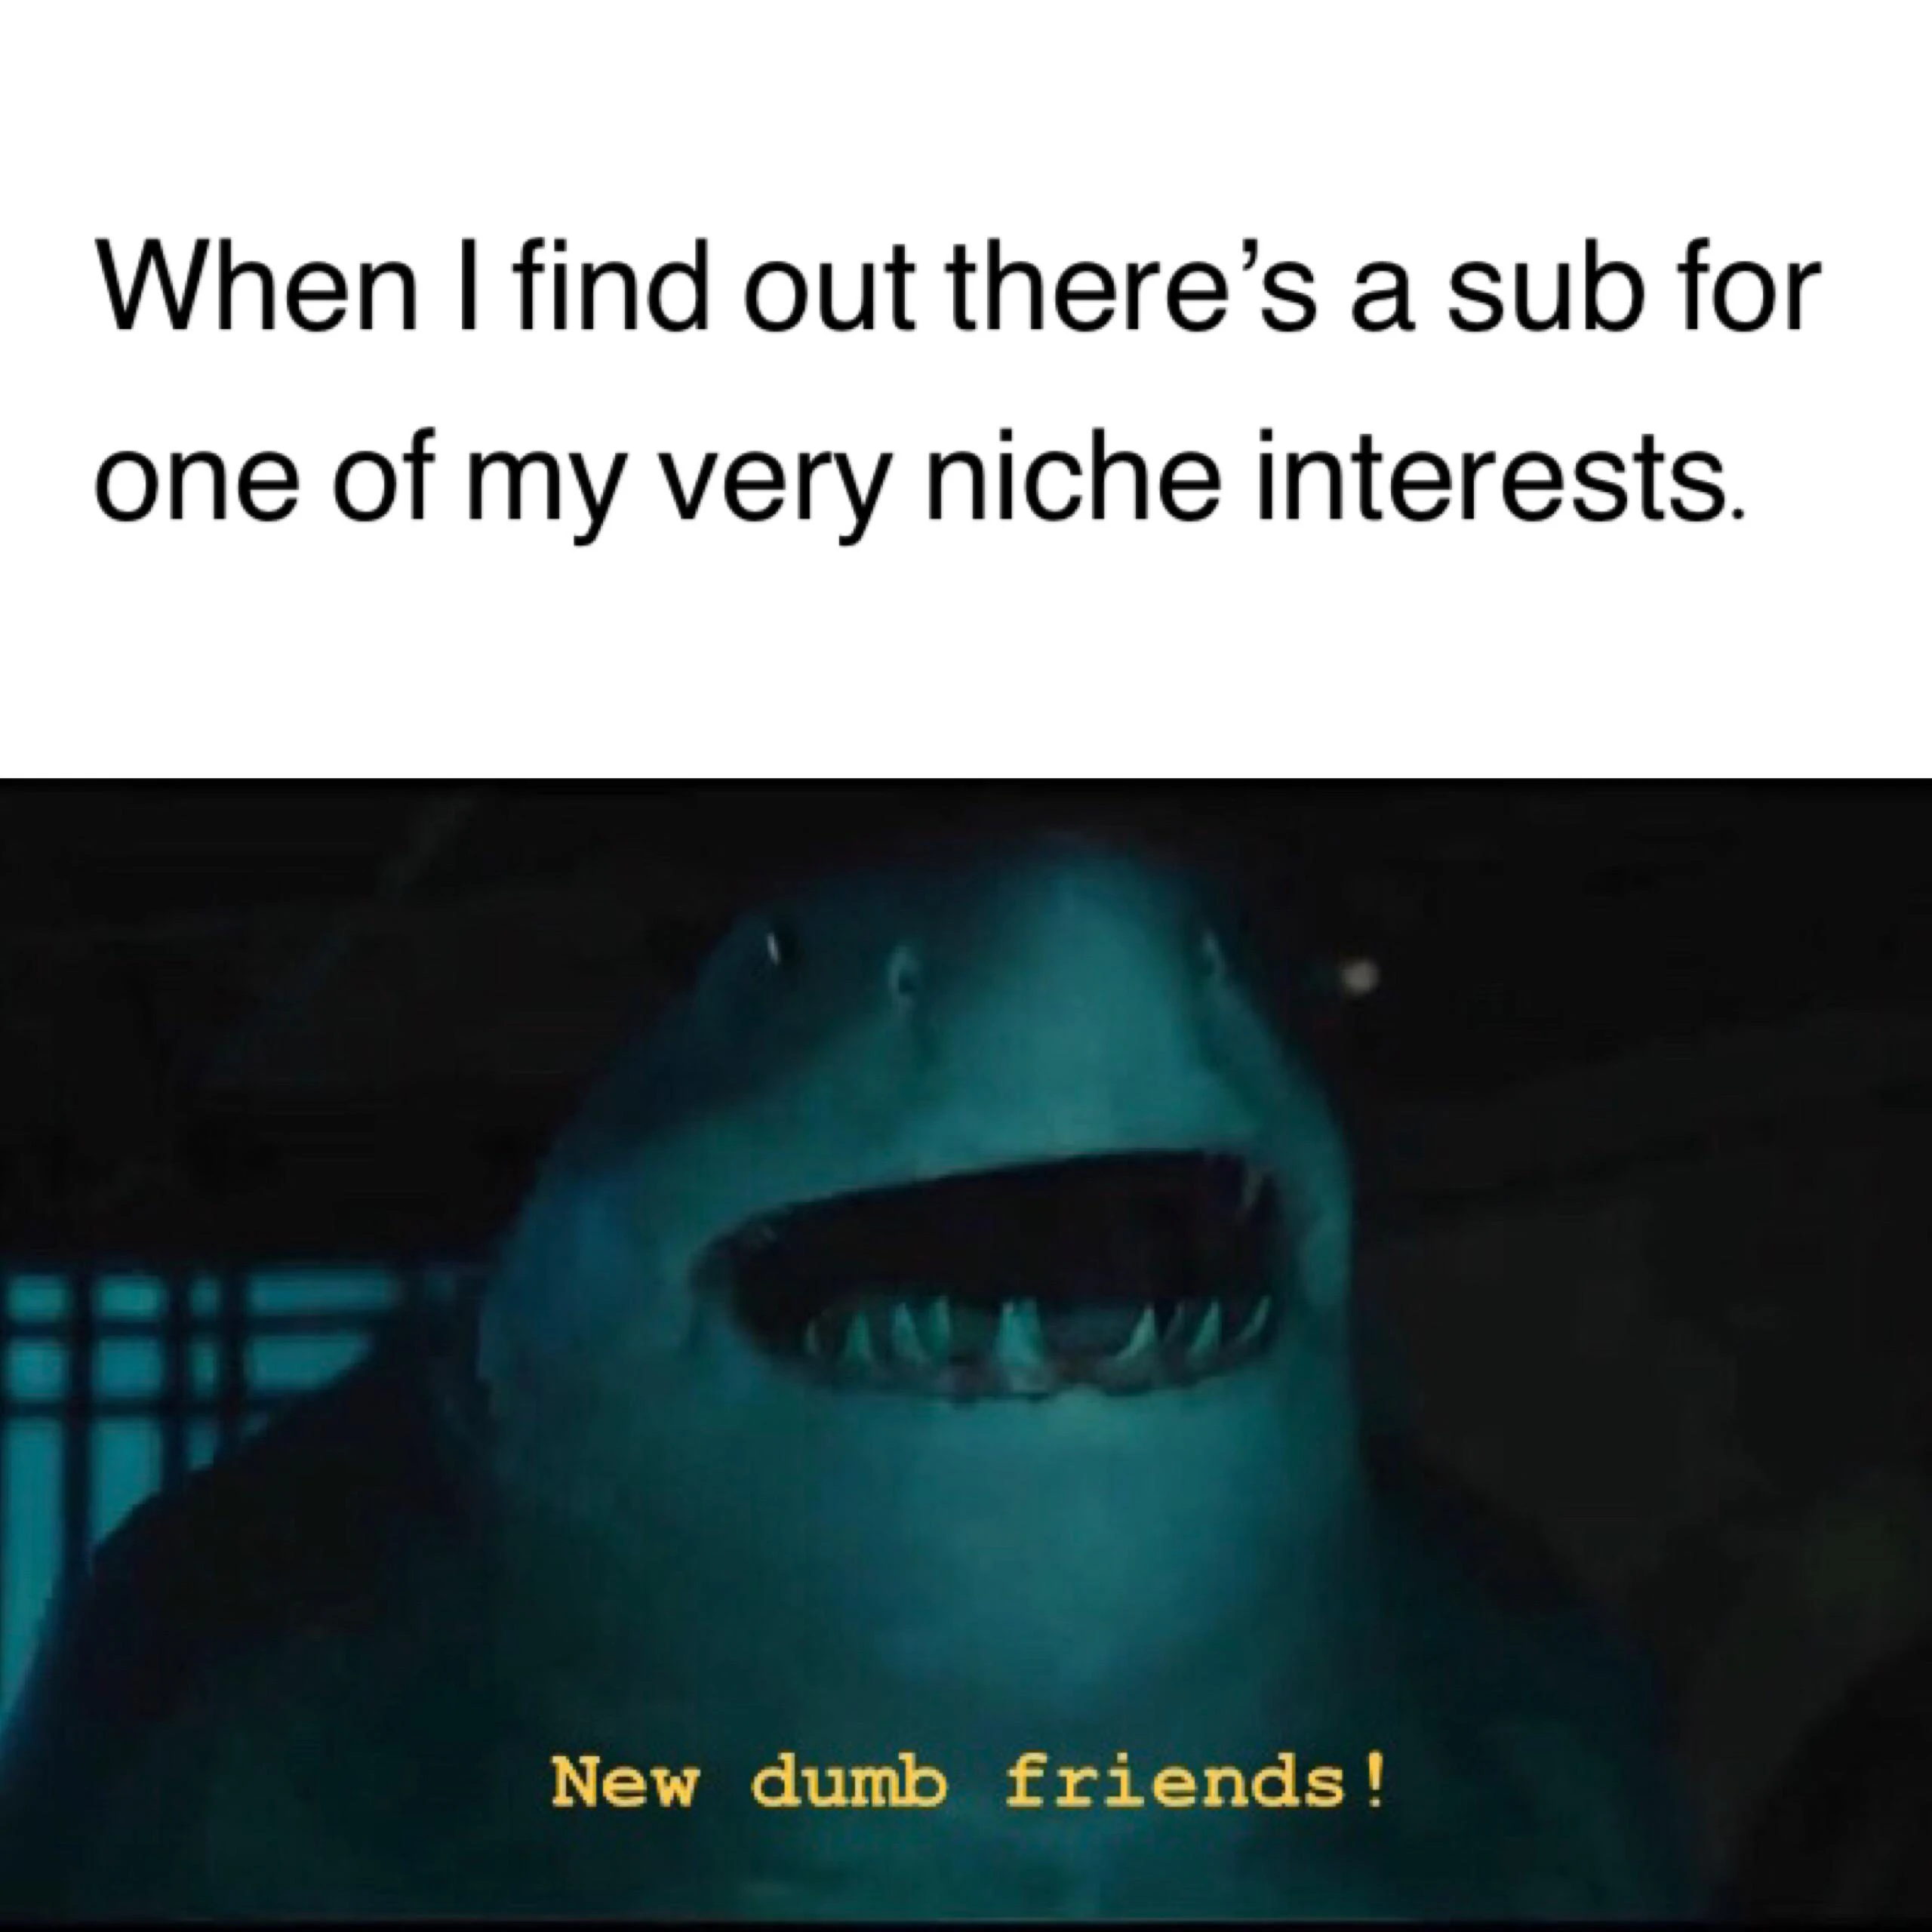 When I find out there’s a sub for
one of my very niche interests.
New dumb friends!